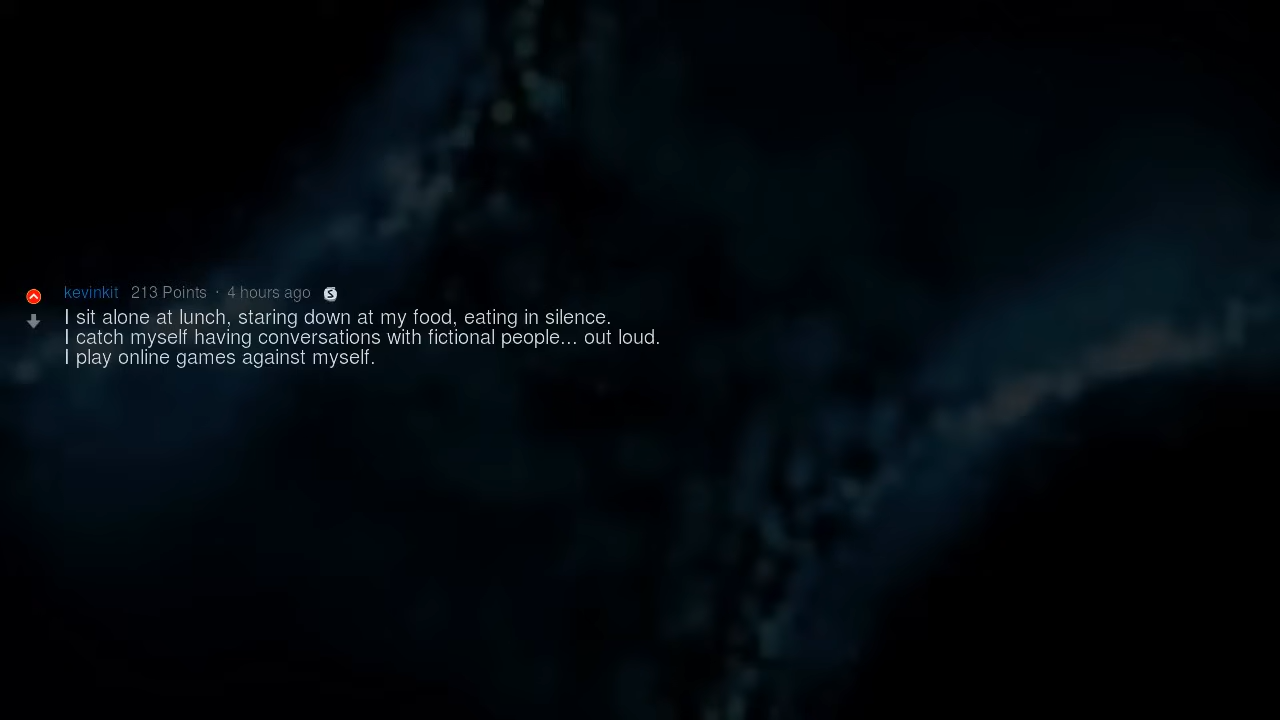 kevinkit 213 Points · 4 hours ago S
I sit alone at lunch, staring down at my food, eating in silence.
I catch myself having conversations with fictional people... out loud.
I play online games against myself.